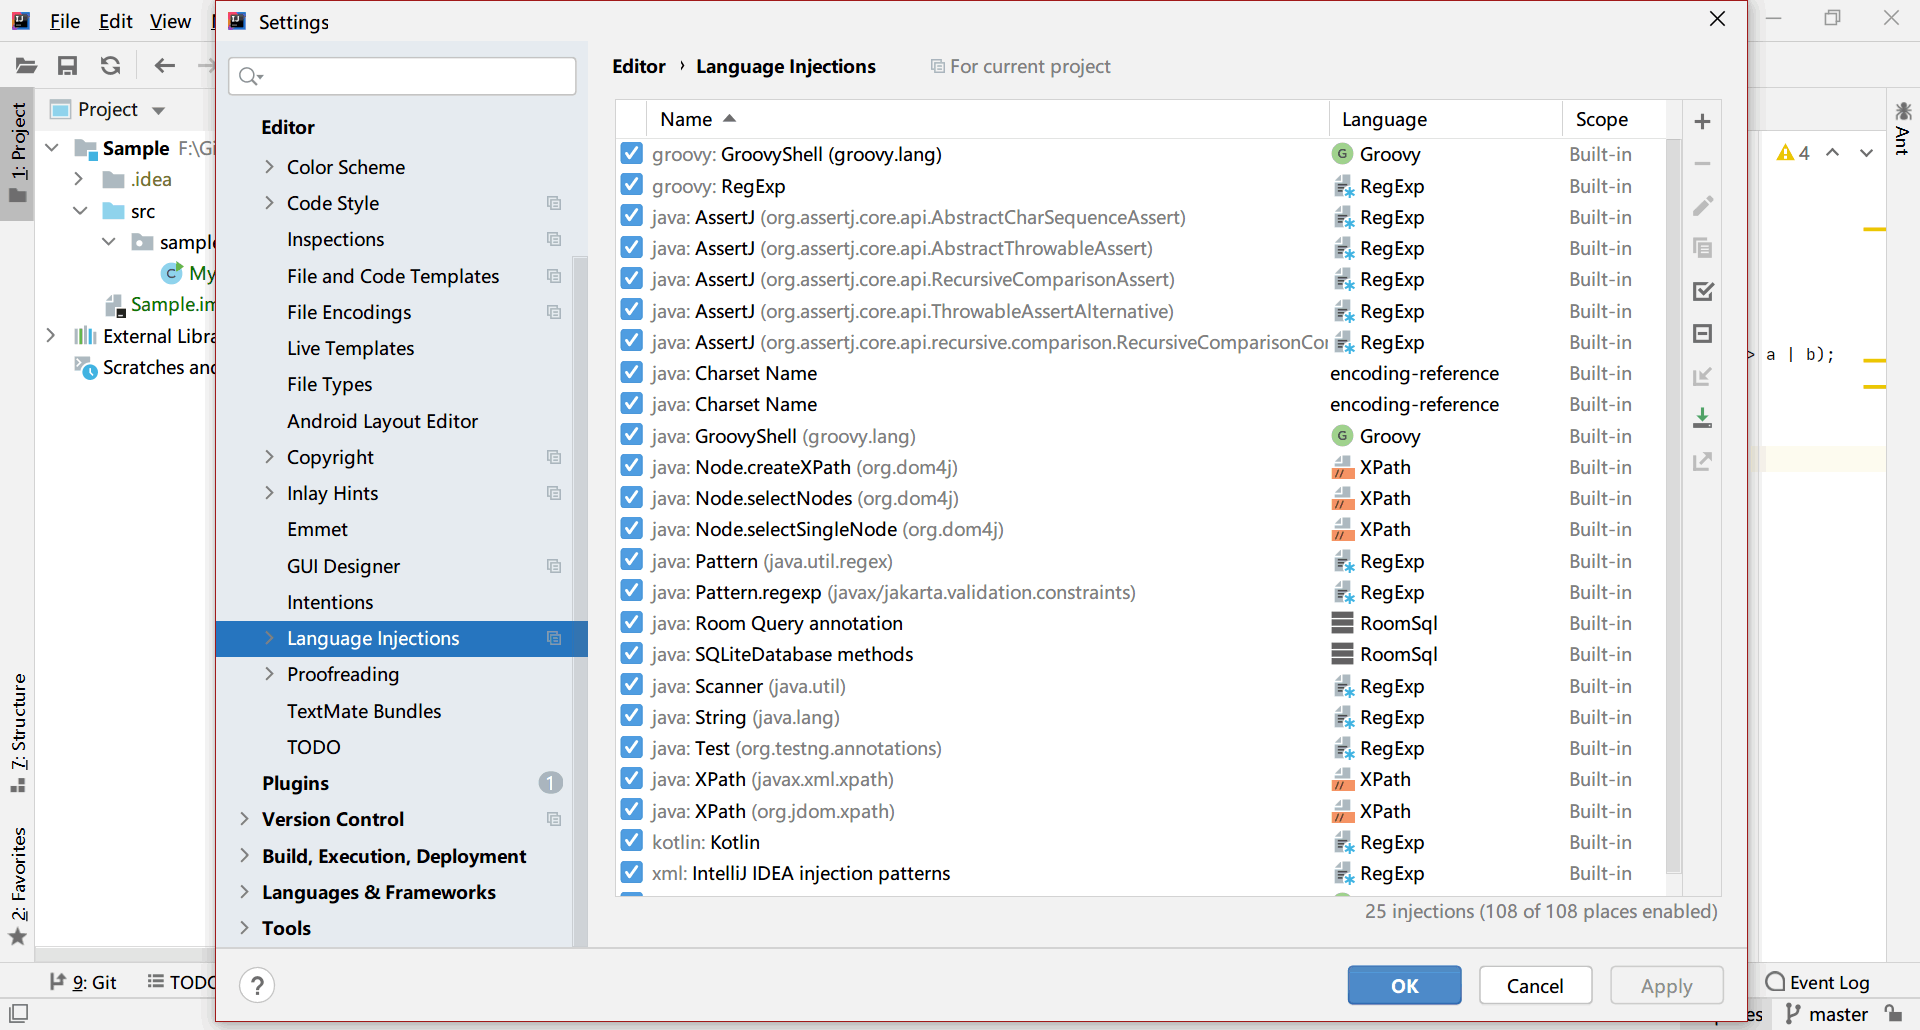 File Edit View
Settings
1: Project
Project
Sample F:\Gi
.idea
src
sample
My
Sample.im
External Libra
Scratches and
7: Structure
2: Favorites
Editor
Color Scheme
Code Style
Inspections
File and Code Templates
File Encodings
Live Templates
File Types
Android Layout Editor
Copyright
Inlay Hints
Emmet
GUI Designer
Intentions
Language Injections
Proofreading
TextMate Bundles
TODO
Plugins 1
Version Control
Build, Execution, Deployment
Languages & Frameworks
Tools
Editor › Language Injections For current project
Name Language Scope
groovy: GroovyShell (groovy.lang) G Groovy Built-in
groovy: RegExp RegExp Built-in
java: AssertJ (org.assertj.core.api.AbstractCharSequenceAssert) RegExp Built-in
java: AssertJ (org.assertj.core.api.AbstractThrowableAssert) RegExp Built-in
java: AssertJ (org.assertj.core.api.RecursiveComparisonAssert) RegExp Built-in
java: AssertJ (org.assertj.core.api.ThrowableAssertAlternative) RegExp Built-in
java: AssertJ (org.assertj.core.api.recursive.comparison.RecursiveComparisonCo RegExp Built-in
java: Charset Name encoding-reference Built-in
java: Charset Name encoding-reference Built-in
java: GroovyShell (groovy.lang) G Groovy Built-in
java: Node.createXPath (org.dom4j) XPath Built-in
java: Node.selectNodes (org.dom4j) XPath Built-in
java: Node.selectSingleNode (org.dom4j) XPath Built-in
java: Pattern (java.util.regex) RegExp Built-in
java: Pattern.regexp (javax/jakarta.validation.constraints) RegExp Built-in
java: Room Query annotation RoomSql Built-in
java: SQLiteDatabase methods RoomSql Built-in
java: Scanner (java.util) RegExp Built-in
java: String (java.lang) RegExp Built-in
java: Test (org.testng.annotations) RegExp Built-in
java: XPath (javax.xml.xpath) XPath Built-in
java: XPath (org.jdom.xpath) XPath Built-in
kotlin: Kotlin RegExp Built-in
xml: IntelliJ IDEA injection patterns RegExp Built-in
25 injections (108 of 108 places enabled)
? OK Cancel Apply
4
> a | b);
Ant
9: Git TODO
Event Log
es master